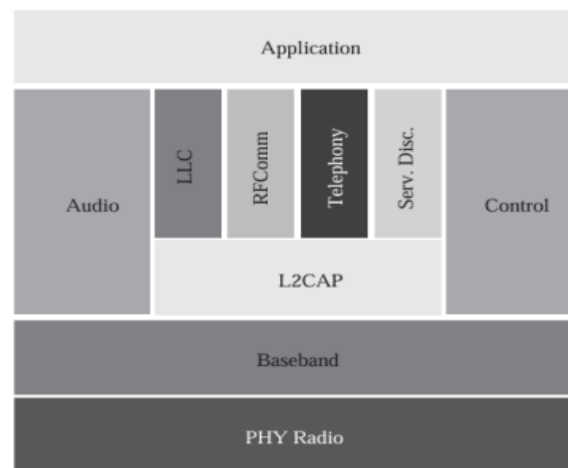 Application
Audio
LLC
RFComm
Telephony
Serv. Disc.
Control
L2CAP
Baseband
PHY Radio